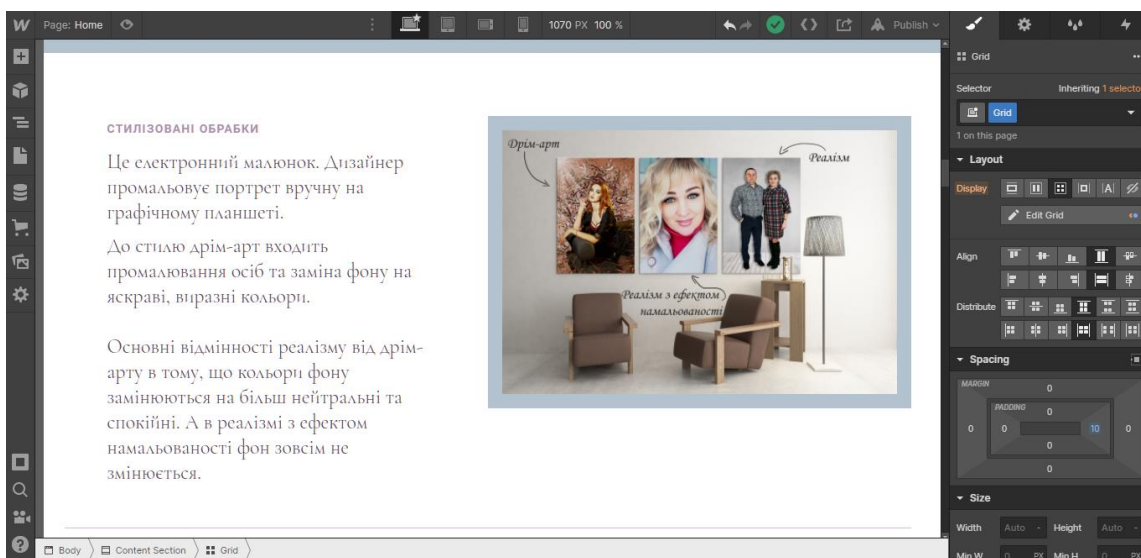 Page: Home
1070 PX 100 %
Publish
СТИЛІЗОВАНІ ОБРАБКИ
Це електронний малюнок. Дизайнер
промальовує портрет вручну на
графічному планшеті.
До стилю дрім-арт входить
промалювання осіб та заміна фону на
яскраві, виразні кольори.
Основні відмінності реалізму від дрім-
арту в тому, що кольори фону
замінюються на більш нейтральні та
спокійні. А в реалізмі з ефектом
намальованості фон зовсім не
змінюється.
Дрім-арт
Реалізм
Реалізм з ефектом
намальованості
Body
Content Section
Grid
Grid
Selector
Inheriting 1 selecto
Grid
1 on this page
Layout
Display
Edit Grid
Align
Distribute
Spacing
MARGIN
0
PADDING
0
0
0
10
0
0
0
Size
Width Auto - Height Auto -
Min W 0 PX Min H 0 PX